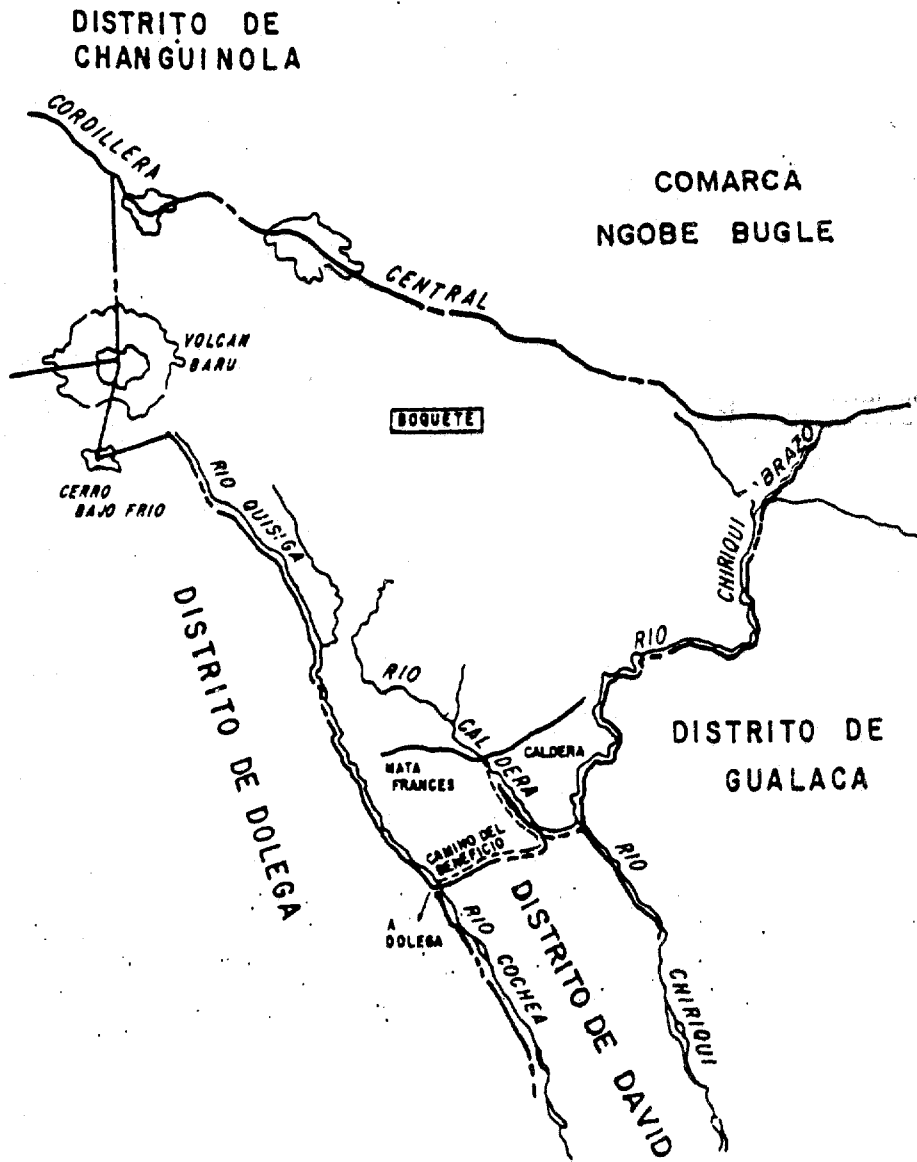 DISTRITO DE
CHANGUINOLA
CORDILLERA
COMARCA
NGOBE BUGLE
CENTRAL
VOLCAN
BARU
BOQUETE
BRAZO
CERRO
BAJO FRIO
RIO QUISIGA
CHIRIQUI
RIO
DISTRITO DE DOLEGA
RIO
CALDERA
CALDERA
DISTRITO DE
GUALACA
MATA
FRANCES
CAMINO DEL
BENEFICIO
RIO
A
DOLEGA
RIO COCHEA
DISTRITO DE DAVID
CHIRIQUI